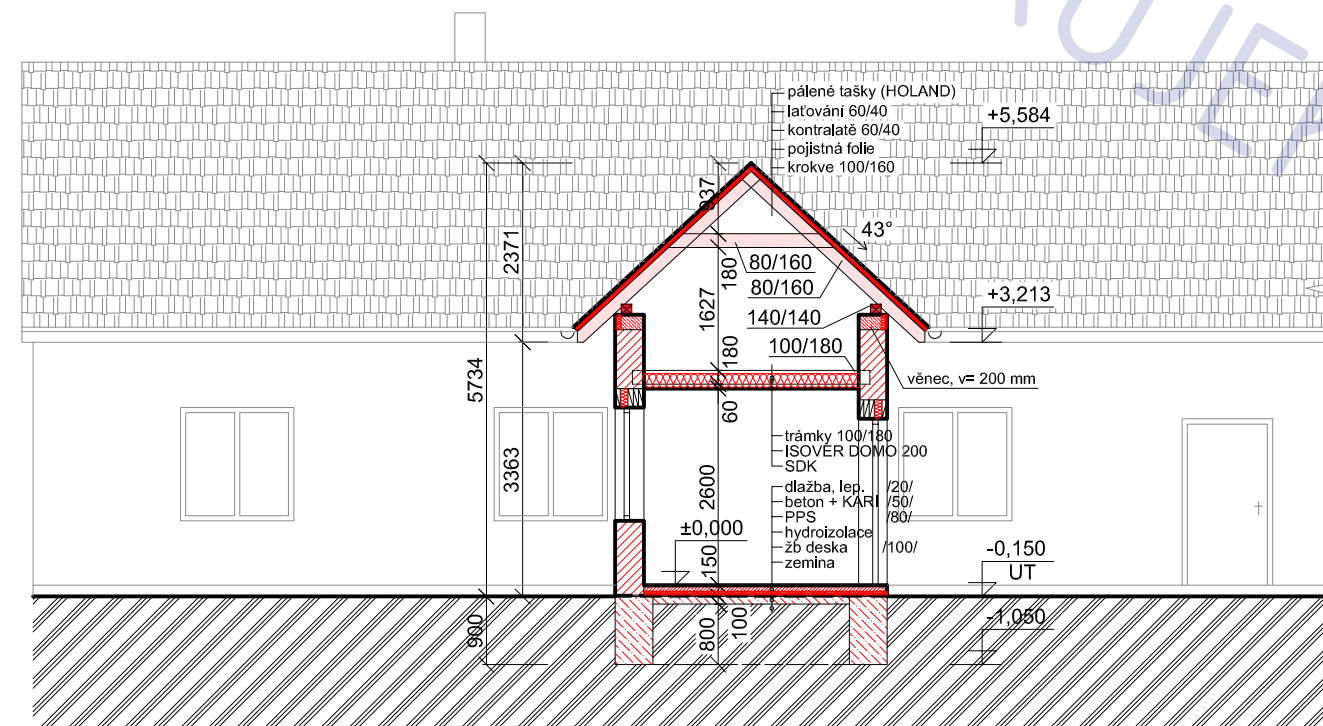 UJEK
pálené tašky (HOLAND)
laťování 60/40
kontralatě 60/40
pojistná folie
krokve 100/160
+5,584
937
43°
2371
180
80/160
80/160
+3,213
1627
140/140
180
100/180
5734
věnec, v= 200 mm
60
trámky 100/180
ISOVER DOMO 200
SDK
3363
2600
dlažba, lep. /20/
beton + KARI /50/
PPS /80/
hydroizolace
žb deska /100/
zemina
±0,000
150
-0,150
UT
900
800
100
-1,050